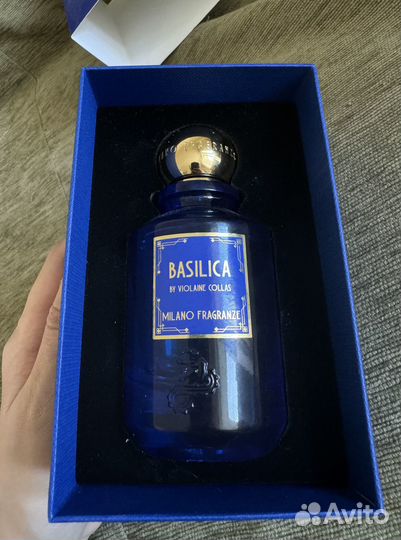 BASILICA
BY VIOLAINE COLLAS
MILANO FRAGRANZE
Avito